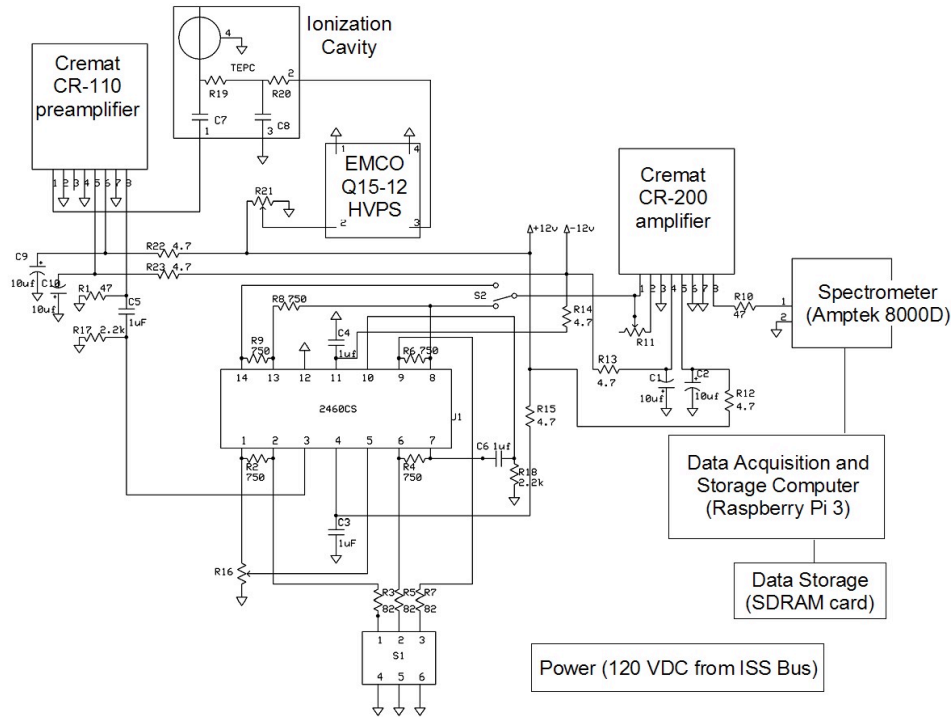 Ionization
Cavity
Cremat
CR-110
preamplifier
4
TEPC
R19
2
R20
C7
1
C8
3
1 2 3 4 5 6 7 8
EMCO
Q15-12
HVPS
1
4
2
3
R21
Cremat
CR-200
amplifier
1 2 3 4 5 6 7 8
+12v
-12v
R22 4.7
R23 4.7
C9
10uf
C10
10uf
R1 47
C5
1uF
R17 2.2k
R8 750
S2
R14
4.7
R11
R10
47
1
2
Spectrometer
(Amptek 8000D)
C4
1uf
R9
750
R6 750
R13
4.7
C1
10uf
C2
10uf
R12
4.7
14 13 12 11 10 9 8
2460CS
J1
1 2 3 4 5 6 7
R15
4.7
R2
750
R4
750
C6 1uf
R18
2.2k
C3
1uF
R16
R3
82
R5
82
R7
82
1 2 3
S1
4 5 6
Data Acquisition and
Storage Computer
(Raspberry Pi 3)
Data Storage
(SDRAM card)
Power (120 VDC from ISS Bus)